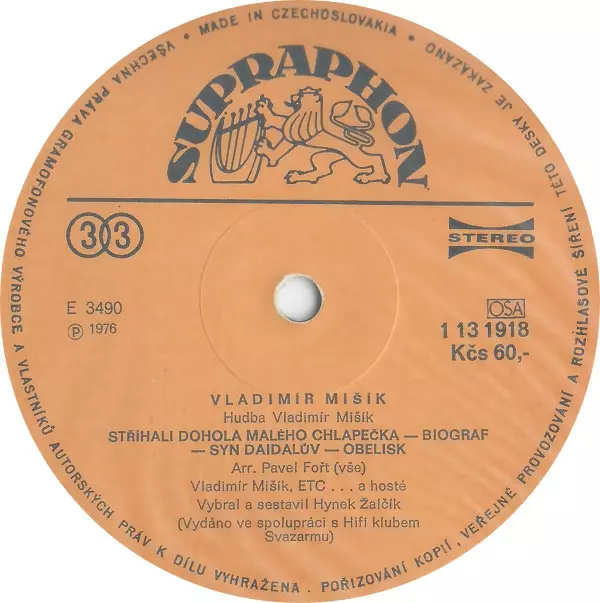 SUPRAPHON
33
STEREO
E 3490
Ⓟ 1976
OSA
1 13 1918
Kčs 60,-
VLADIMÍR MIŠÍK
Hudba Vladimír Mišík
STŘÍHALI DOHOLA MALÉHO CHLAPEČKA — BIOGRAF
— SYN DAIDALŮV — OBELISK
Arr. Pavel Fořt (vše)
Vladimír Mišík, ETC . . . a hosté
Vybral a sestavil Hynek Žalčík
(Vydáno ve spolupráci s Hifi klubem
Svazarmu)
VŠECHNA PRÁVA GRAMOFONOVÉHO VÝROBCE A VLASTNÍKŮ AUTORSKÝCH PRÁV K DÍLU VYHRAŽENA . POŘIZOVÁNÍ KOPIÍ , VEŘEJNÉ PROVOZOVÁNÍ A ROZHLASOVÉ ŠÍŘENÍ TÉTO DESKY JE ZAKÁZÁNO
• MADE IN CZECHOSLOVAKIA •